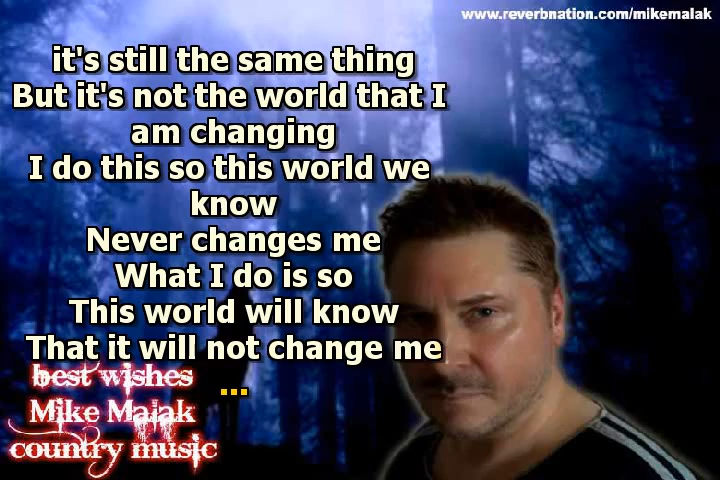 www.reverbnation.com/mikemalak
it's still the same thing
But it's not the world that I
am changing
I do this so this world we
know
Never changes me
What I do is so
This world will know
That it will not change me
...
best wishes
Mike Malak
country music